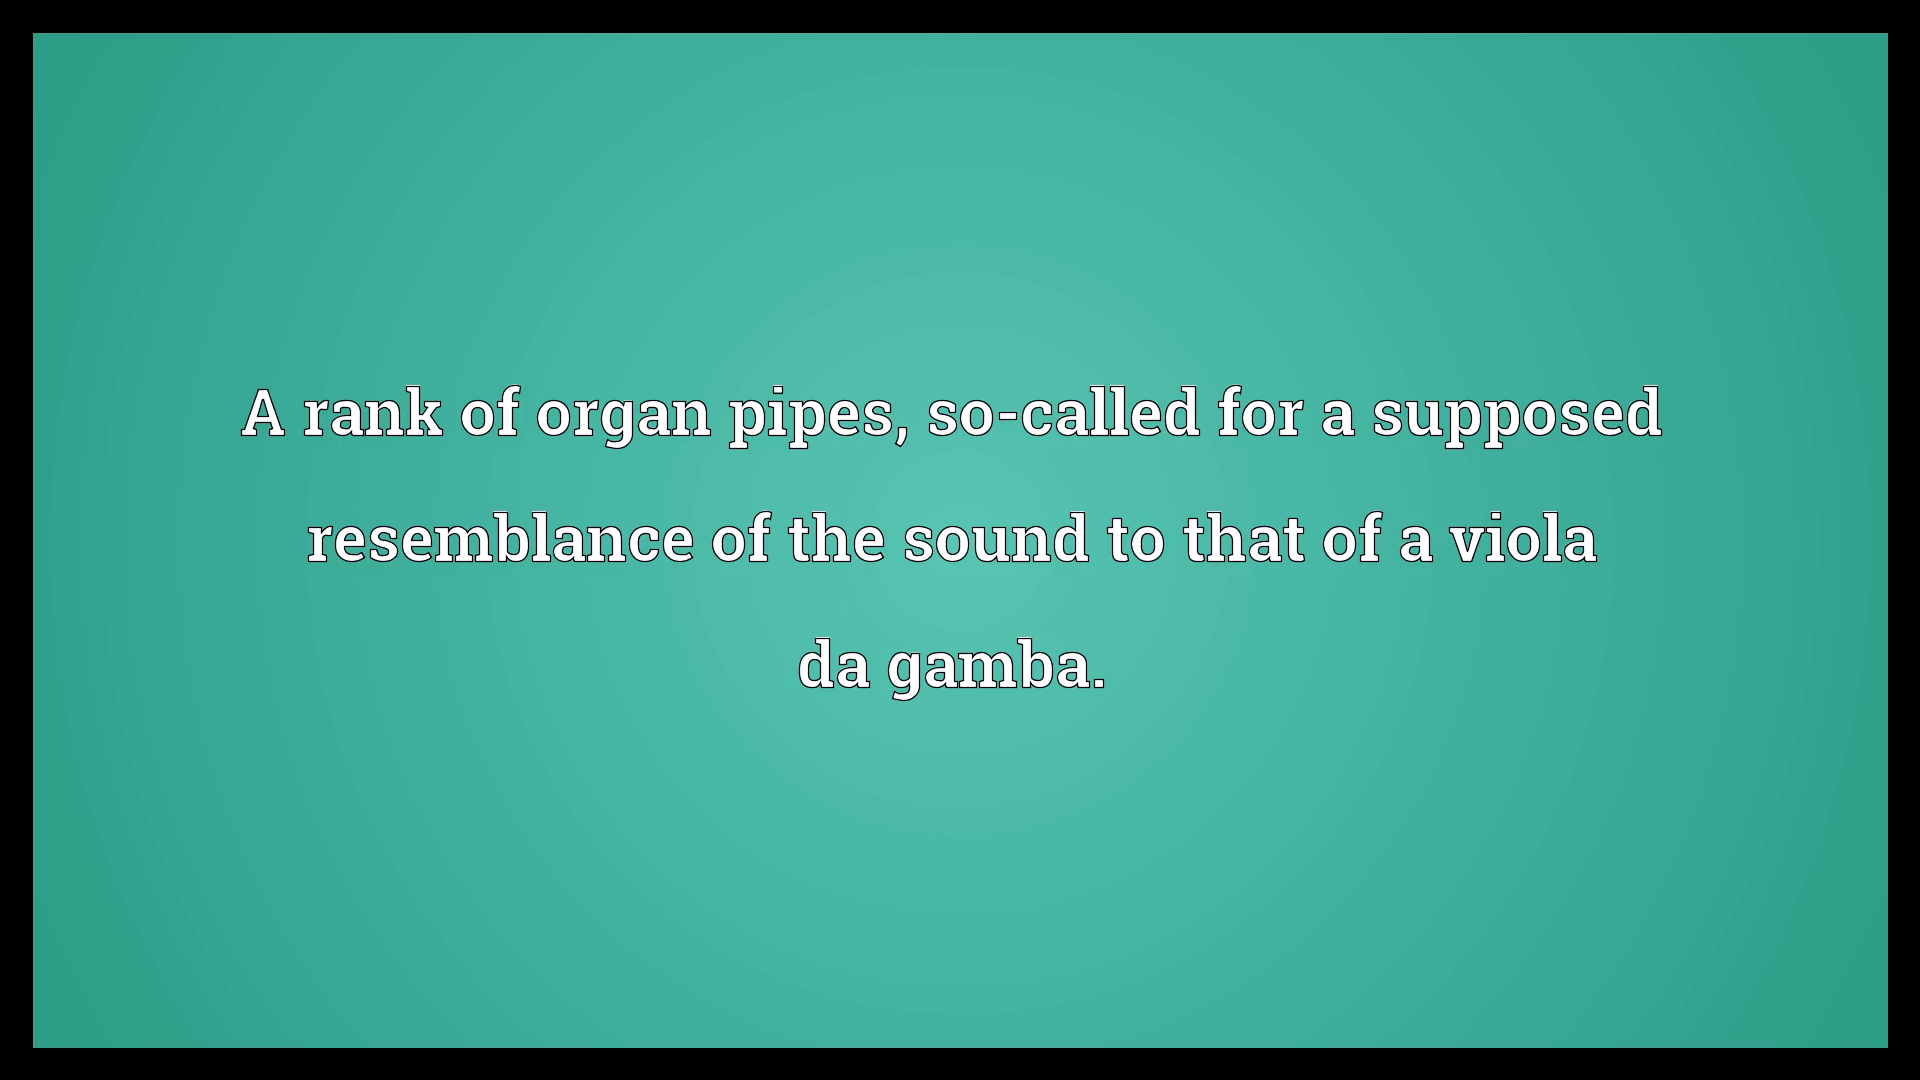 A rank of organ pipes, so-called for a supposed
resemblance of the sound to that of a viola
da gamba.